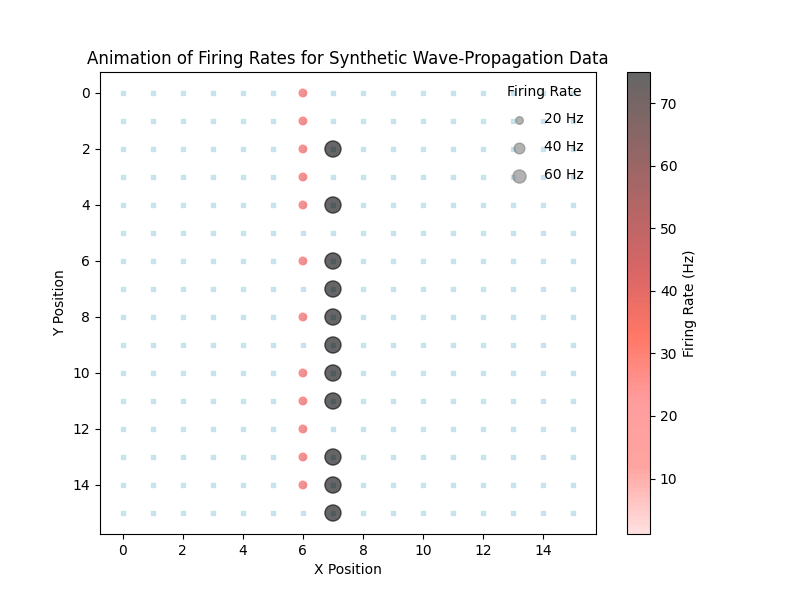 Animation of Firing Rates for Synthetic Wave-Propagation Data
Firing Rate
20 Hz
40 Hz
60 Hz
0
2
4
6
8
10
12
14
Y Position
0 2 4 6 8 10 12 14
X Position
70
60
50
40
30
20
10
Firing Rate (Hz)